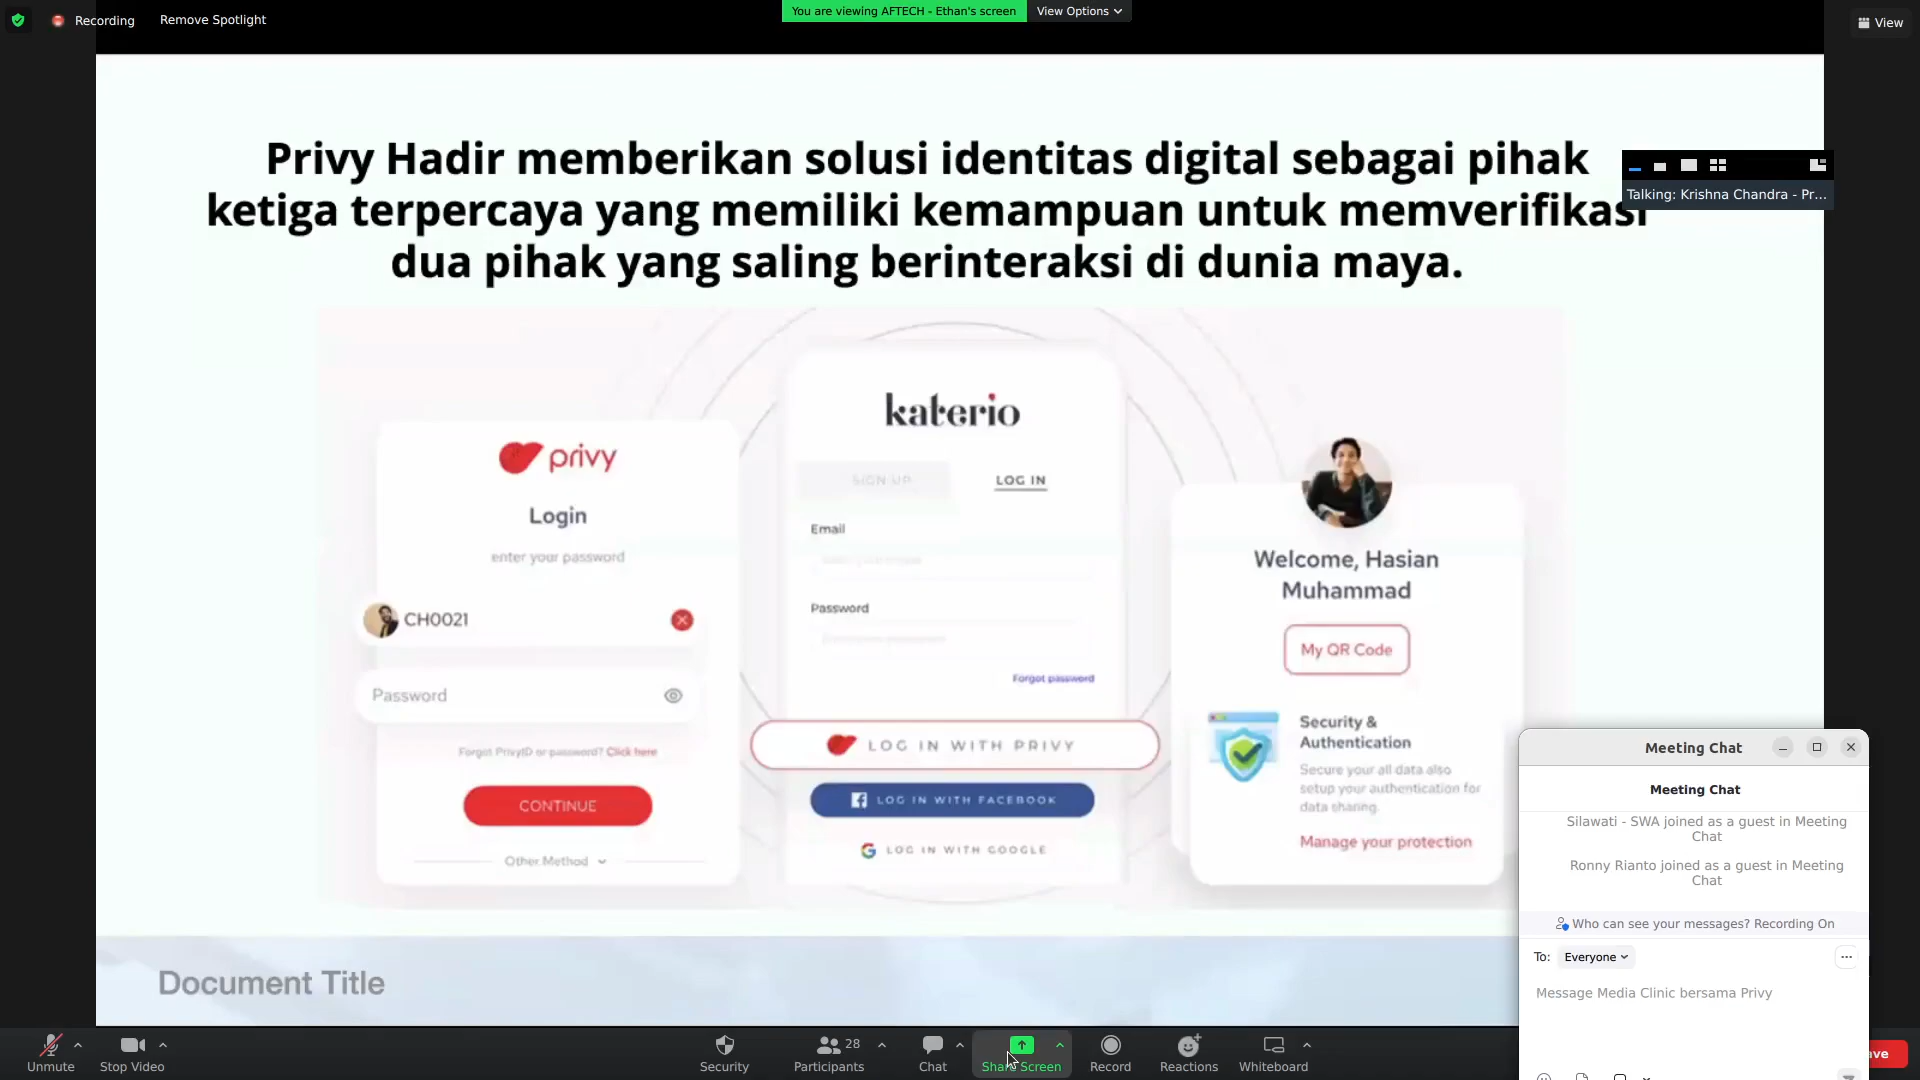 Recording
Remove Spotlight
You are viewing AFTECH - Ethan's screen
View Options
View
Privy Hadir memberikan solusi identitas digital sebagai pihak
ketiga terpercaya yang memiliki kemampuan untuk memverifikasi
dua pihak yang saling berinteraksi di dunia maya.
Talking: Krishna Chandra - Pr...
privy
Login
enter your password
CH0021
Password
Forgot PrivyID or password? Click here
CONTINUE
Other Method
katerio
SIGN UP
LOG IN
Email
Password
Forgot password
LOG IN WITH PRIVY
LOG IN WITH FACEBOOK
LOG IN WITH GOOGLE
Welcome, Hasian
Muhammad
My QR Code
Security &
Authentication
Secure your all data also
setup your authentication for
data sharing.
Manage your protection
Document Title
Meeting Chat
Meeting Chat
Silawati - SWA joined as a guest in Meeting
Chat
Ronny Rianto joined as a guest in Meeting
Chat
Who can see your messages? Recording On
To: Everyone
Message Media Clinic bersama Privy
Unmute
Stop Video
Security
Participants
28
Chat
Share Screen
Record
Reactions
Whiteboard